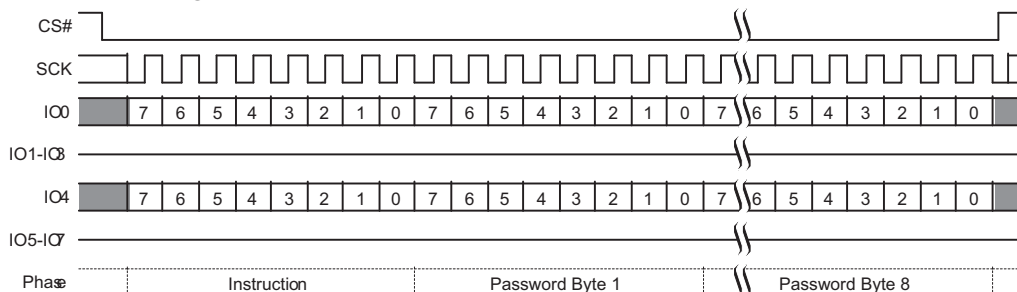 CS#
SCK
IO0 7 6 5 4 3 2 1 0 7 6 5 4 3 2 1 0 7 6 5 4 3 2 1 0
IO1-IO3
IO4 7 6 5 4 3 2 1 0 7 6 5 4 3 2 1 0 7 6 5 4 3 2 1 0
IO5-IO7
Phase Instruction Password Byte 1 Password Byte 8